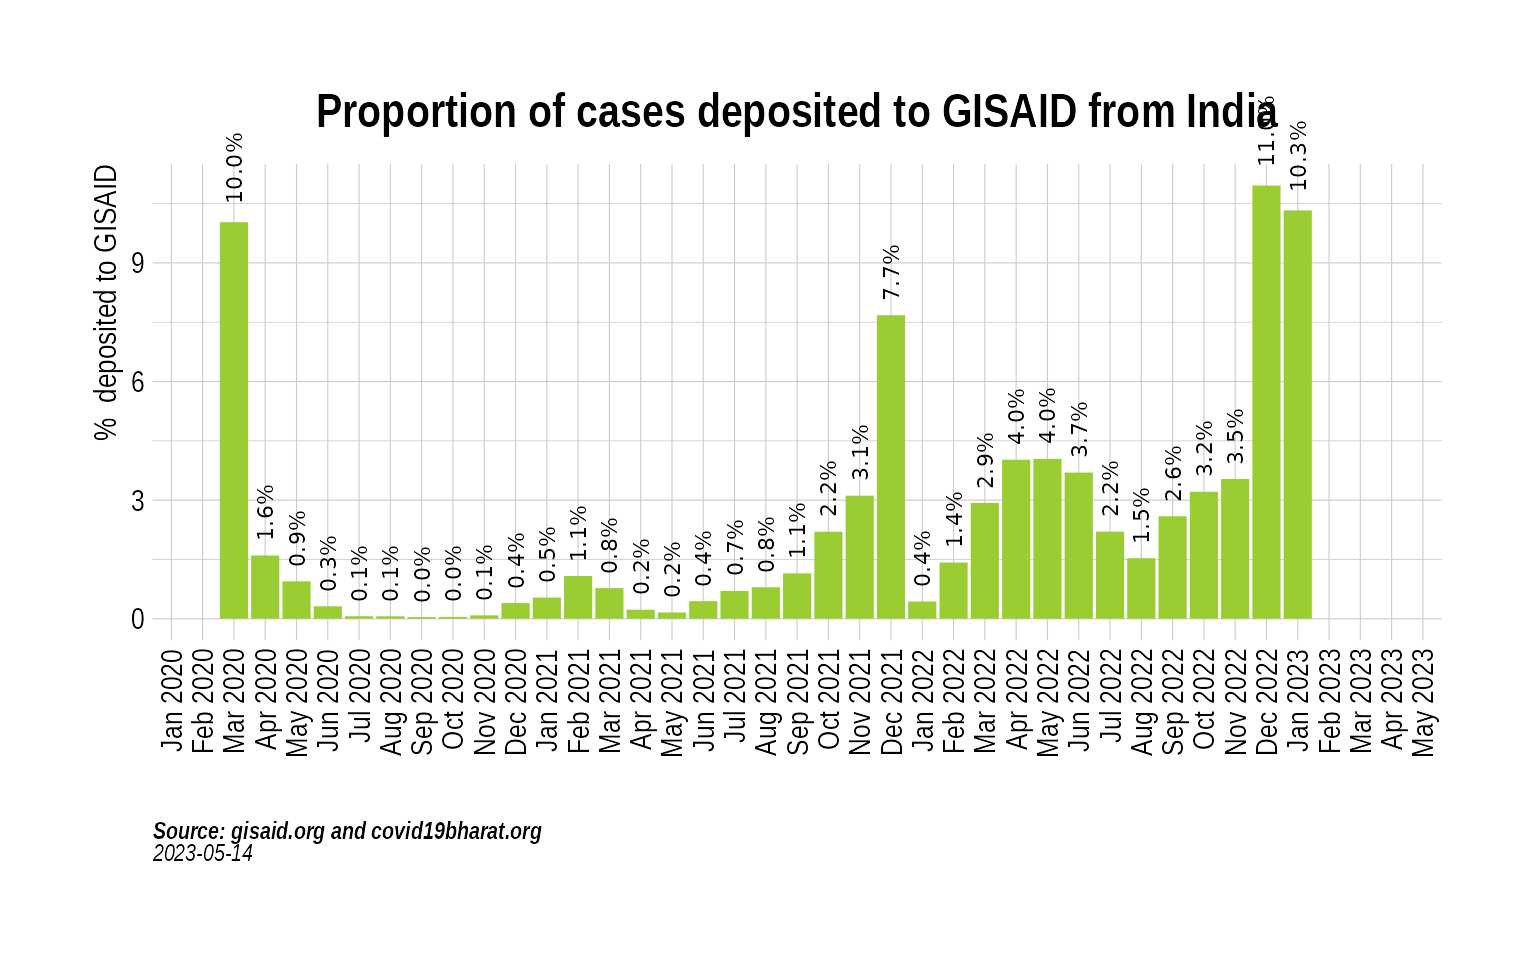 Proportion of cases deposited to GISAID from India
% deposited to GISAID
9
6
3
0
10.0%
1.6%
0.9%
0.3%
0.1%
0.1%
0.0%
0.0%
0.1%
0.4%
0.5%
1.1%
0.8%
0.2%
0.2%
0.4%
0.7%
0.8%
1.1%
2.2%
3.1%
7.7%
0.4%
1.4%
2.9%
4.0%
4.0%
3.7%
2.2%
1.5%
2.6%
3.2%
3.5%
11.0%
10.3%
Jan 2020
Feb 2020
Mar 2020
Apr 2020
May 2020
Jun 2020
Jul 2020
Aug 2020
Sep 2020
Oct 2020
Nov 2020
Dec 2020
Jan 2021
Feb 2021
Mar 2021
Apr 2021
May 2021
Jun 2021
Jul 2021
Aug 2021
Sep 2021
Oct 2021
Nov 2021
Dec 2021
Jan 2022
Feb 2022
Mar 2022
Apr 2022
May 2022
Jun 2022
Jul 2022
Aug 2022
Sep 2022
Oct 2022
Nov 2022
Dec 2022
Jan 2023
Feb 2023
Mar 2023
Apr 2023
May 2023
Source: gisaid.org and covid19bharat.org
2023-05-14